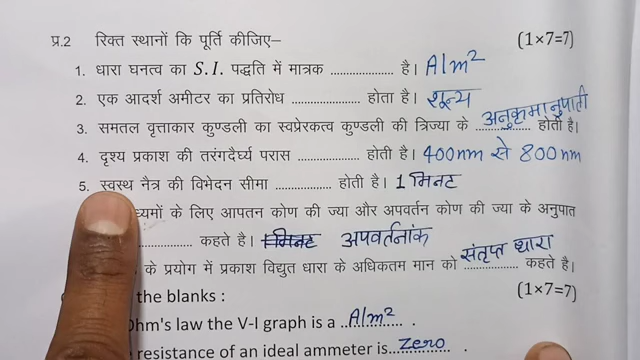 प्र.2 रिक्त स्थानों कि पूर्ति कीजिए– (1×7=7)
1. धारा घनत्व का S.I. पद्धति में मात्रक .................. है। A/m²
2. एक आदर्श अमीटर का प्रतिरोध .................. होता है। शून्य
3. समतल वृत्ताकार कुण्डली का स्वप्रेरकत्व कुण्डली की त्रिज्या के अनुक्रमानुपाती होती है।
4. दृश्य प्रकाश की तरंगदैर्घ्य परास .................. होती है। 400nm से 800nm
5. स्वस्थ नैत्र की विभेदन सीमा .................. होती है। 1 मिनट
के लिए आपतन कोण की ज्या और अपवर्तन कोण की ज्या के अनुपात
.................. कहते है। अपवर्तनांक
के प्रयोग में प्रकाश विद्युत धारा के अधिकतम मान को संतृप्त धारा कहते है।
the blanks : (1×7=7)
Ohm's law the V-I graph is a A/m² .
resistance of an ideal ammeter is zero .